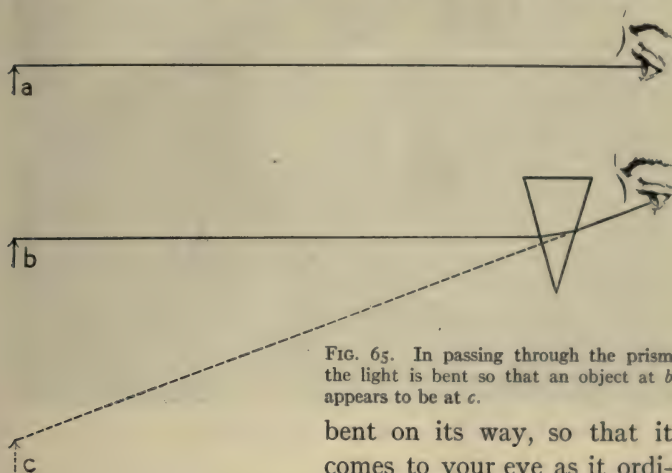 a
b
FIG. 65. In passing through the prism
the light is bent so that an object at b
appears to be at c.
bent on its way, so that it
c
comes to your eye as it ordi-